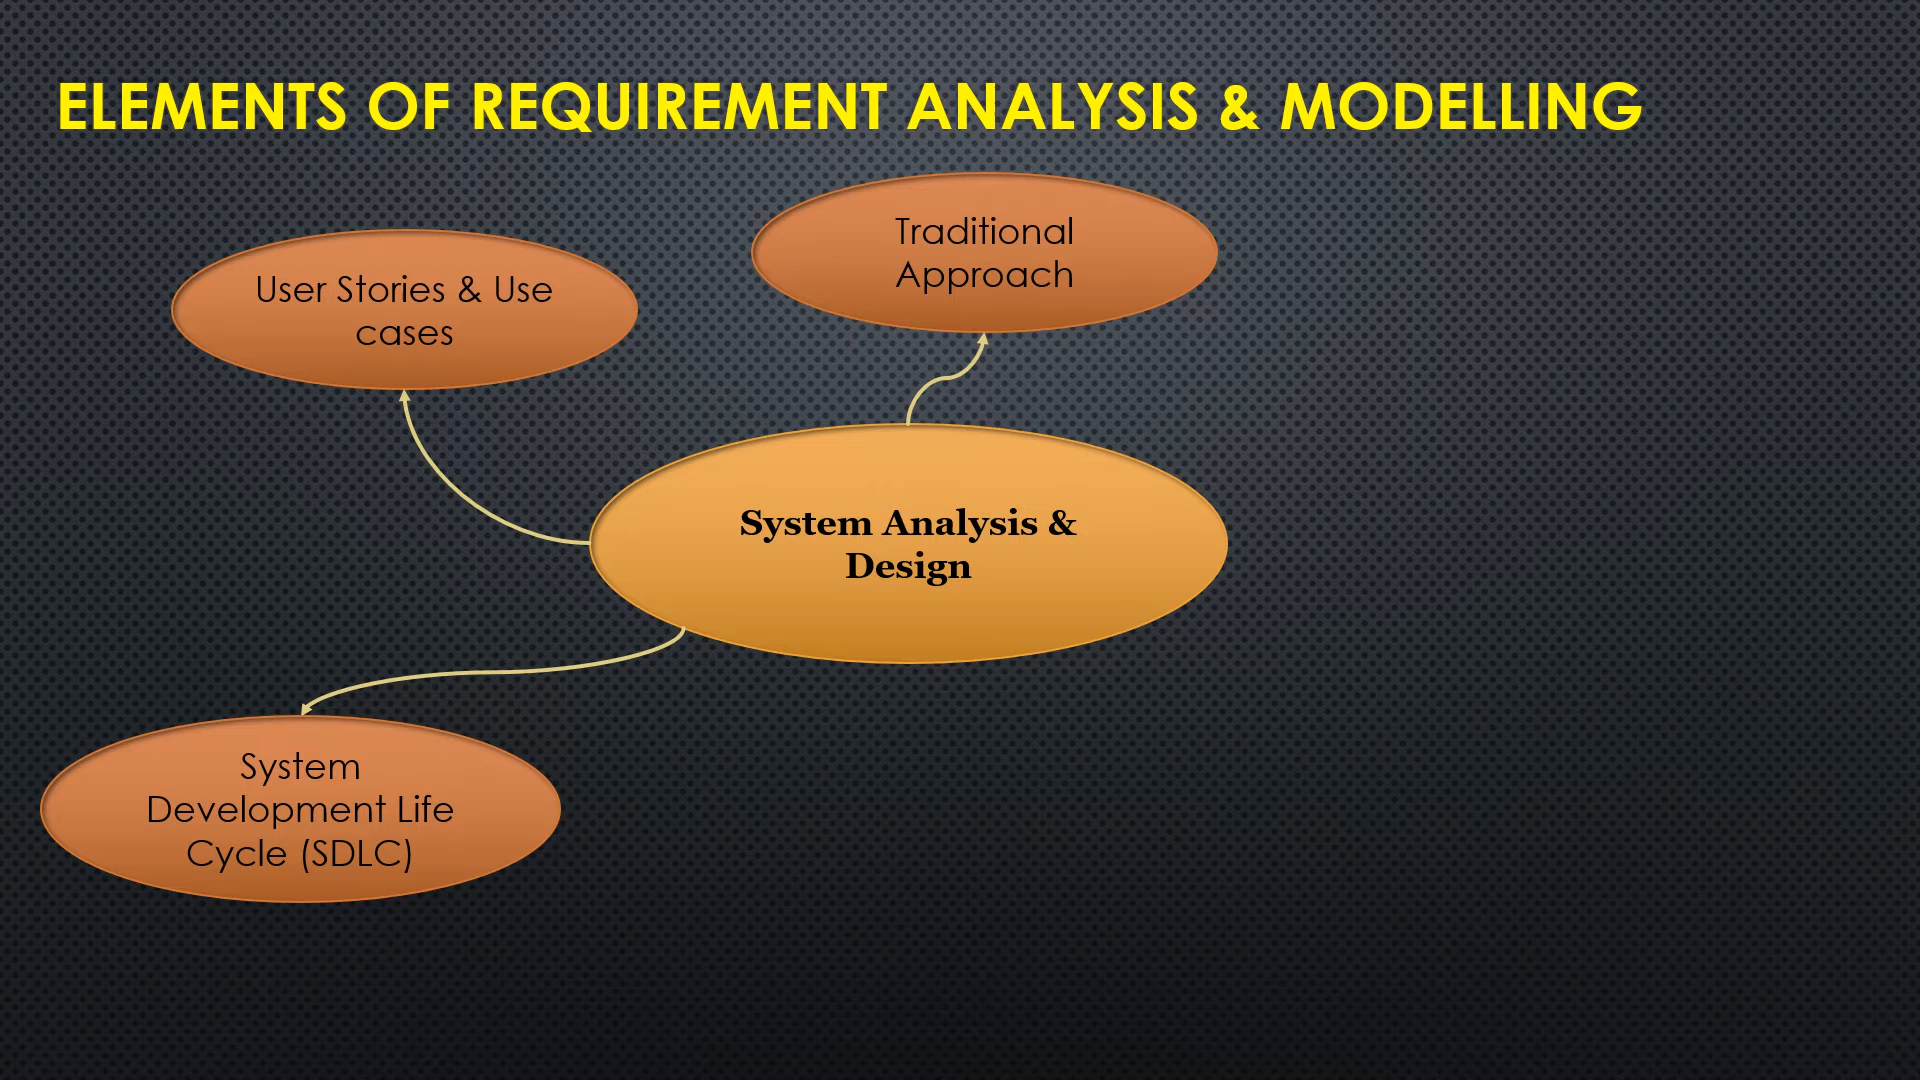 ELEMENTS OF REQUIREMENT ANALYSIS & MODELLING
Traditional
Approach
User Stories & Use
cases
System Analysis &
Design
System
Development Life
Cycle (SDLC)